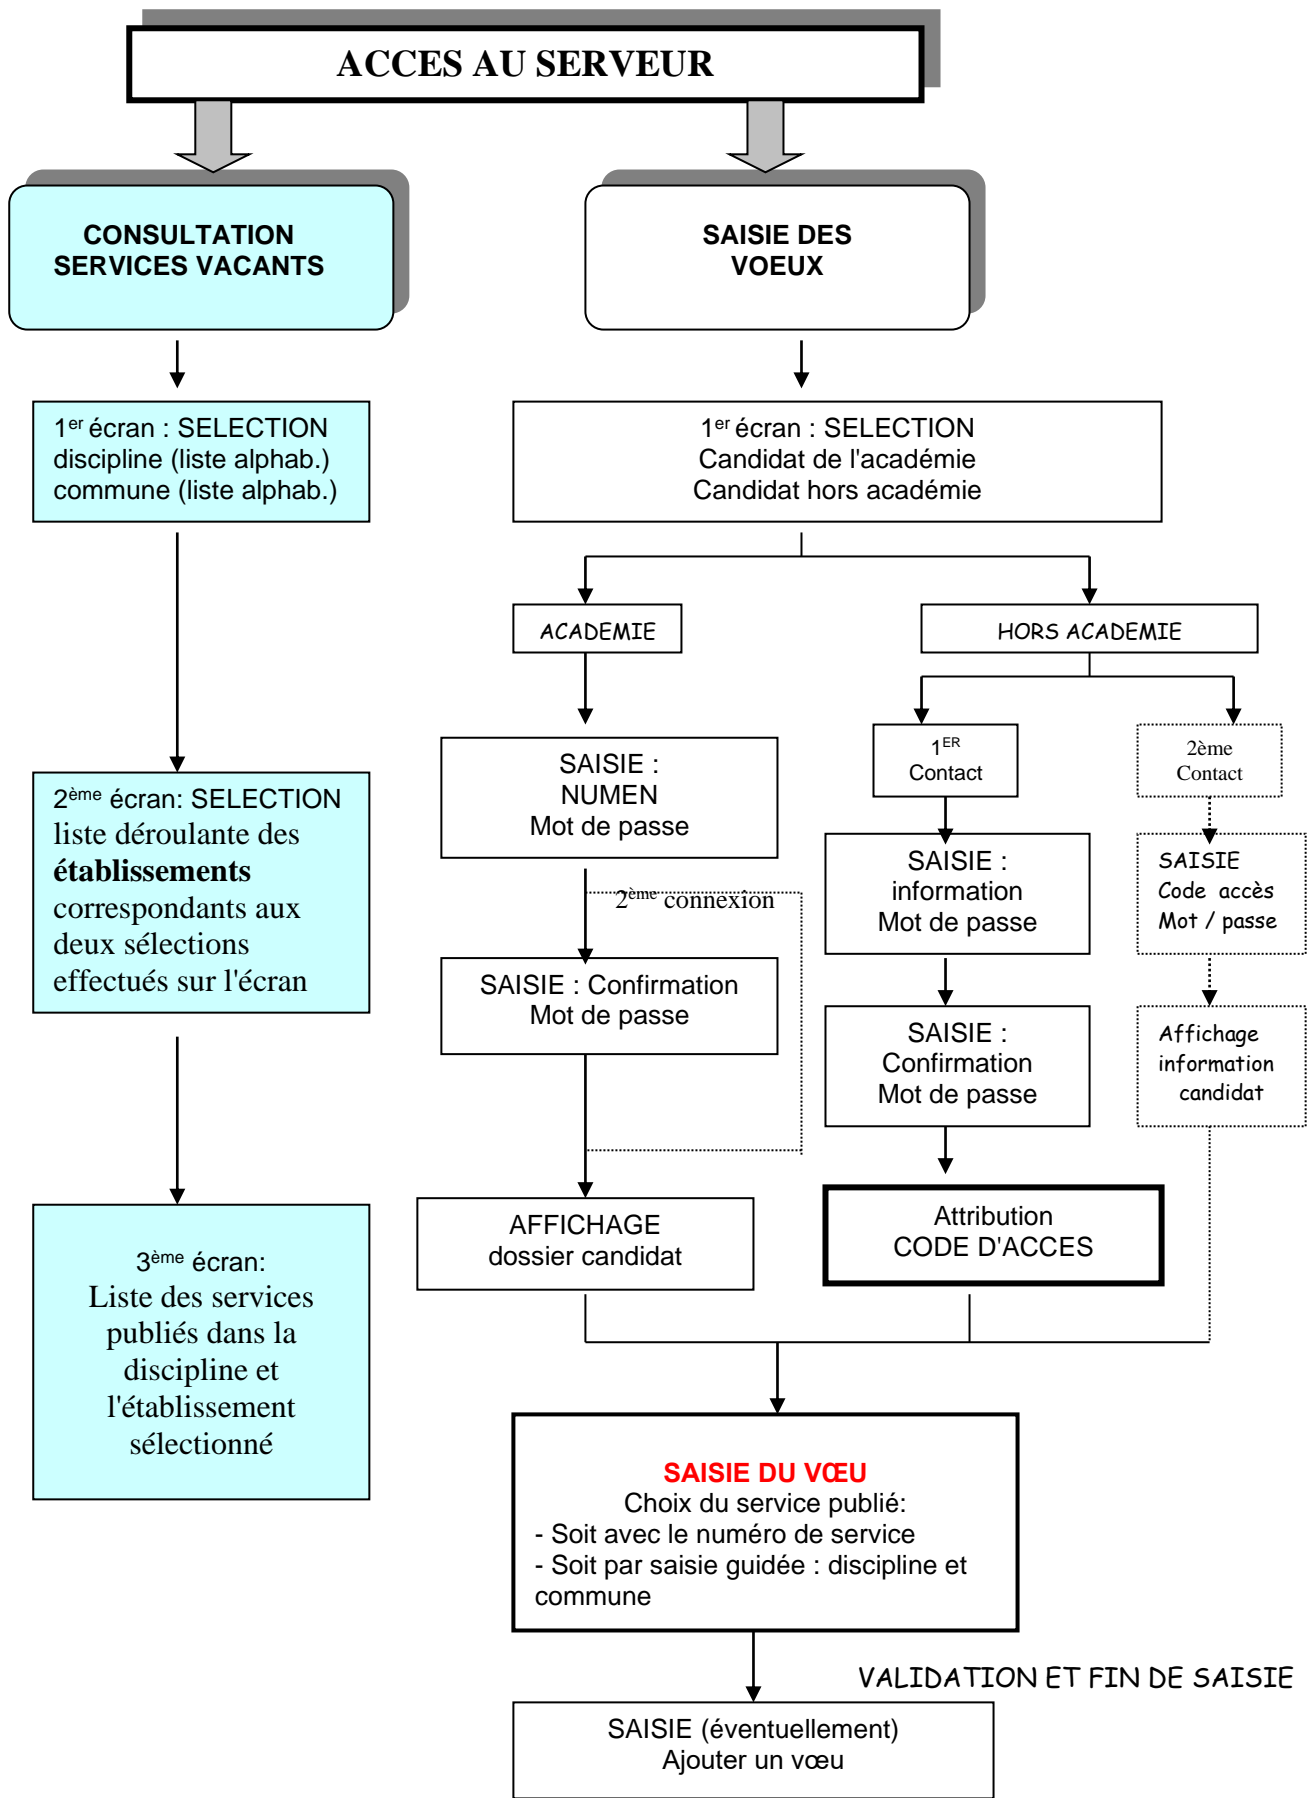 ACCES AU SERVEUR
CONSULTATION
SERVICES VACANTS
SAISIE DES
VOEUX
1er écran : SELECTION
discipline (liste alphab.)
commune (liste alphab.)
1er écran : SELECTION
Candidat de l'académie
Candidat hors académie
ACADEMIE
HORS ACADEMIE
2ème écran: SELECTION
liste déroulante des
établissements
correspondants aux
deux sélections
effectués sur l'écran
SAISIE :
NUMEN
Mot de passe
1ER
Contact
2ème
Contact
SAISIE :
information
Mot de passe
SAISIE
Code accès
Mot / passe
2ème connexion
SAISIE : Confirmation
Mot de passe
SAISIE :
Confirmation
Mot de passe
Affichage
information
candidat
3ème écran:
Liste des services
publiés dans la
discipline et
l'établissement
sélectionné
AFFICHAGE
dossier candidat
Attribution
CODE D'ACCES
SAISIE DU VŒU
Choix du service publié:
- Soit avec le numéro de service
- Soit par saisie guidée : discipline et
commune
VALIDATION ET FIN DE SAISIE
SAISIE (éventuellement)
Ajouter un vœu